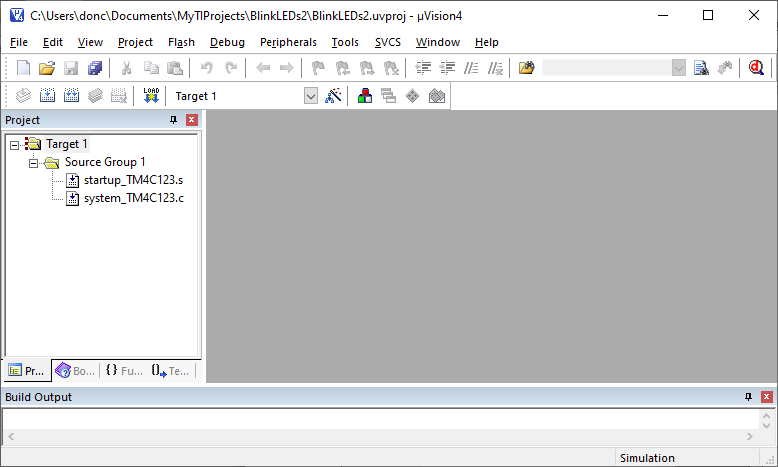 C:\Users\donc\Documents\MyTIProjects\BlinkLEDs2\BlinkLEDs2.uvproj - µVision4
File Edit View Project Flash Debug Peripherals Tools SVCS Window Help
LOAD Target 1
Project
Target 1
Source Group 1
startup_TM4C123.s
system_TM4C123.c
Pr... Bo... {} Fu... 0 Te...
Build Output
Simulation